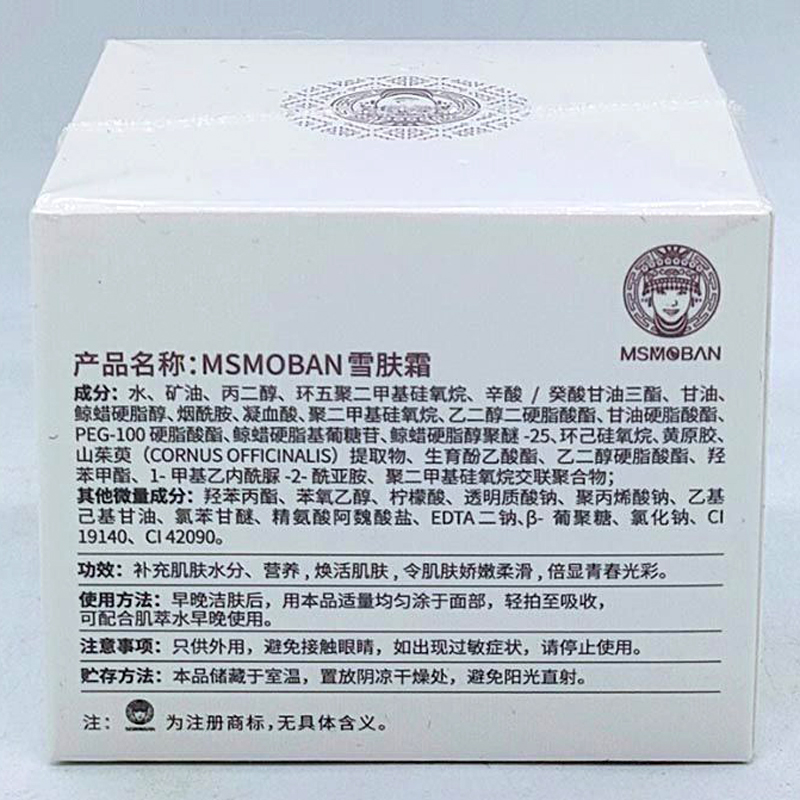 MSMOBAN
产品名称：MSMOBAN 雪肤霜
成分：水、矿油、丙二醇、环五聚二甲基硅氧烷、辛酸 / 癸酸甘油三酯、甘油、
鲸蜡硬脂醇、烟酰胺、凝血酸、聚二甲基硅氧烷、乙二醇二硬脂酸酯、甘油硬脂酸酯、
PEG-100 硬脂酸酯、鲸蜡硬脂基葡糖苷、鲸蜡硬脂醇聚醚 -25、环己硅氧烷、黄原胶、
山茱萸（CORNUS OFFICINALIS）提取物、生育酚乙酸酯、乙二醇硬脂酸酯、羟
苯甲酯、1- 甲基乙内酰脲 -2- 酰亚胺、聚二甲基硅氧烷交联聚合物；
其他微量成分：羟苯丙酯、苯氧乙醇、柠檬酸、透明质酸钠、聚丙烯酸钠、乙基
己基甘油、氯苯甘醚、精氨酸阿魏酸盐、EDTA 二钠、β- 葡聚糖、氯化钠、CI
19140、CI 42090。
功效：补充肌肤水分、营养，焕活肌肤，令肌肤娇嫩柔滑，倍显青春光彩。
使用方法：早晚洁肤后，用本品适量均匀涂于面部，轻拍至吸收，
可配合肌萃水早晚使用。
注意事项：只供外用，避免接触眼睛，如出现过敏症状，请停止使用。
贮存方法：本品储藏于室温，置放阴凉干燥处，避免阳光直射。
注：为注册商标，无具体含义。